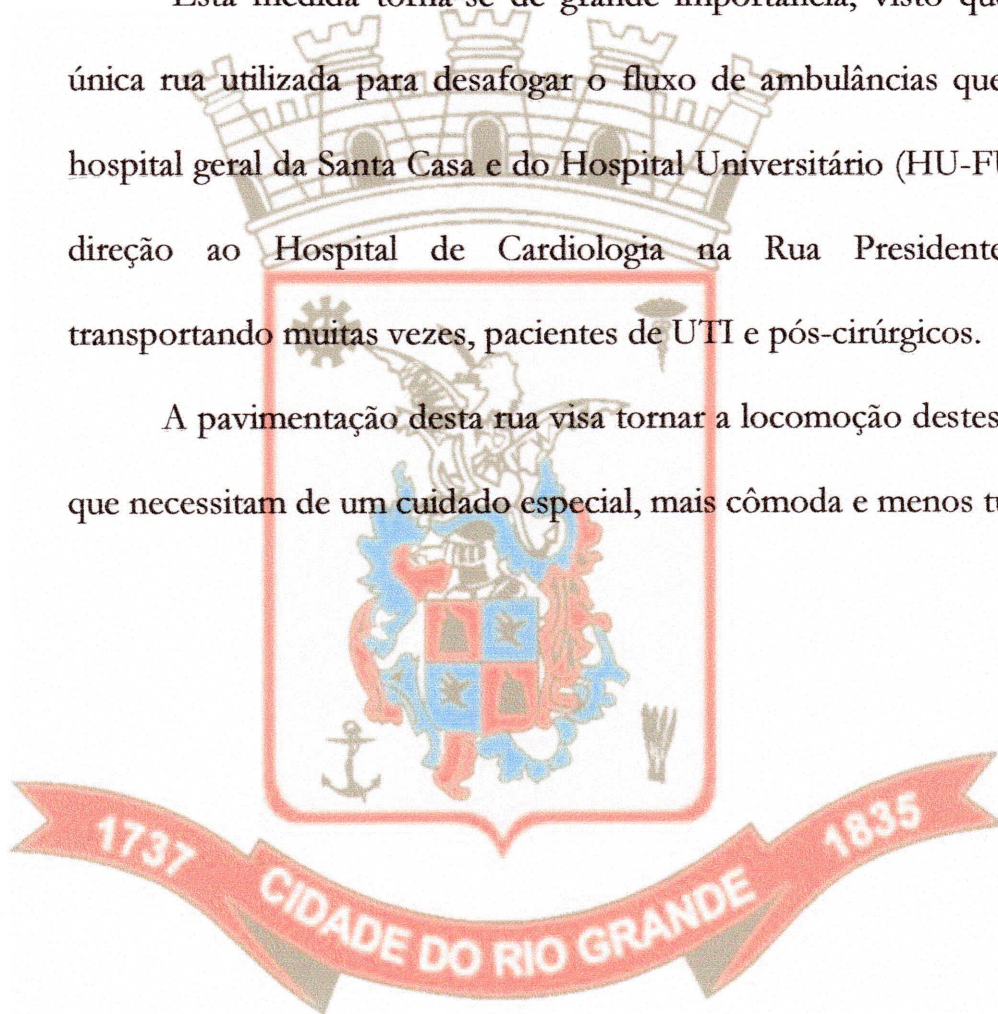 Esta medida torna-se de grande importância, visto que
única rua utilizada para desafogar o fluxo de ambulâncias que
hospital geral da Santa Casa e do Hospital Universitário (HU-FU
direção ao Hospital de Cardiologia na Rua Presidente
transportando muitas vezes, pacientes de UTI e pós-cirúrgicos.
A pavimentação desta rua visa tornar a locomoção destes
que necessitam de um cuidado especial, mais cômoda e menos tu
1737 CIDADE DO RIO GRANDE 1835